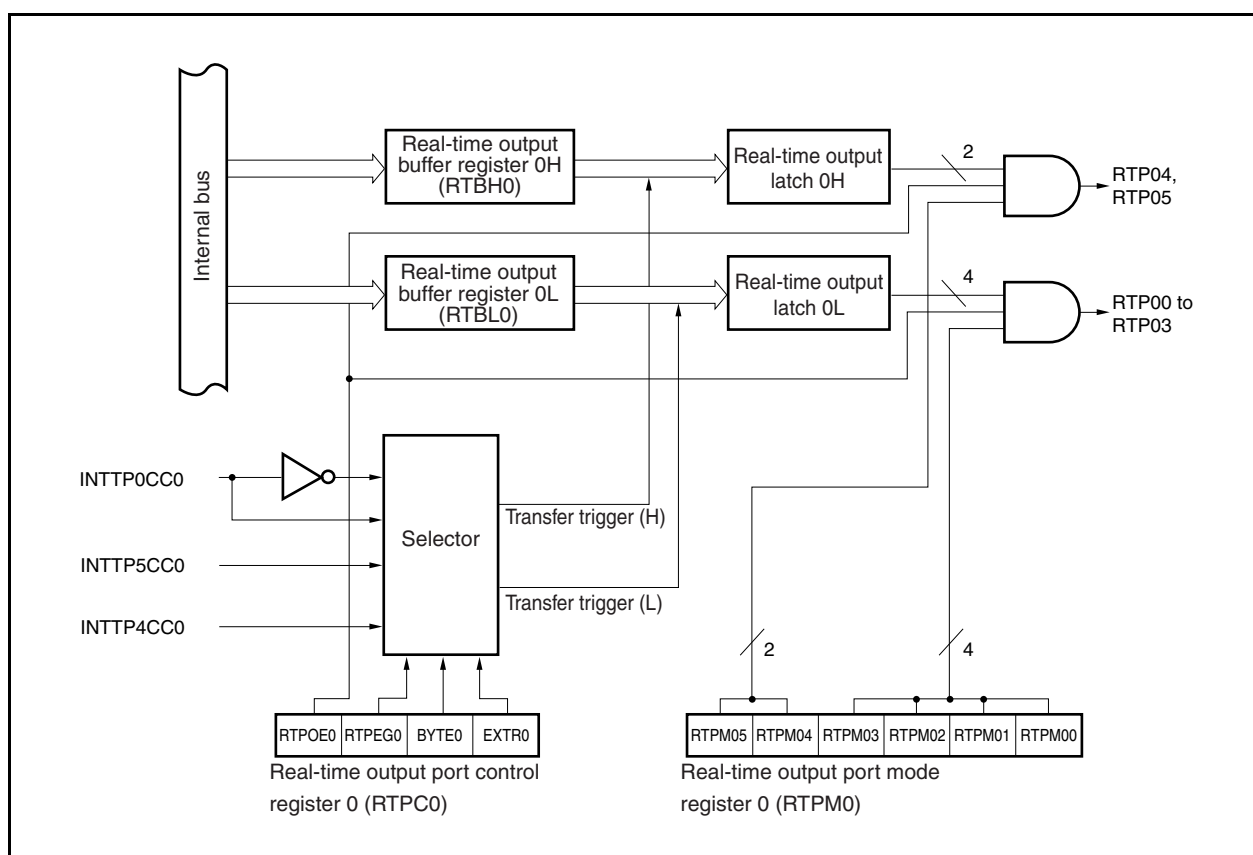 Internal bus
Real-time output
buffer register 0H
(RTBH0)
Real-time output
latch 0H
2
RTP04,
RTP05
Real-time output
buffer register 0L
(RTBL0)
Real-time output
latch 0L
4
RTP00 to
RTP03
INTTP0CC0
INTTP5CC0
INTTP4CC0
Selector
Transfer trigger (H)
Transfer trigger (L)
2
4
RTPOE0 RTPEG0 BYTE0 EXTR0
Real-time output port control
register 0 (RTPC0)
RTPM05 RTPM04 RTPM03 RTPM02 RTPM01 RTPM00
Real-time output port mode
register 0 (RTPM0)